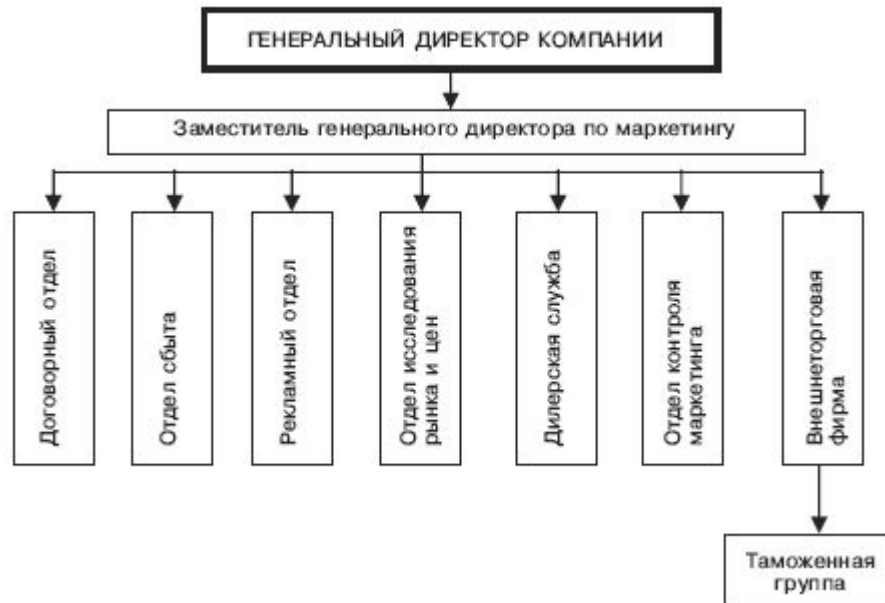 ГЕНЕРАЛЬНЫЙ ДИРЕКТОР КОМПАНИИ
Заместитель генерального директора по маркетингу
Договорный отдел
Отдел сбыта
Рекламный отдел
Отдел исследования
рынка и цен
Дилерская служба
Отдел контроля
маркетинга
Внешнеторговая
фирма
Таможенная
группа